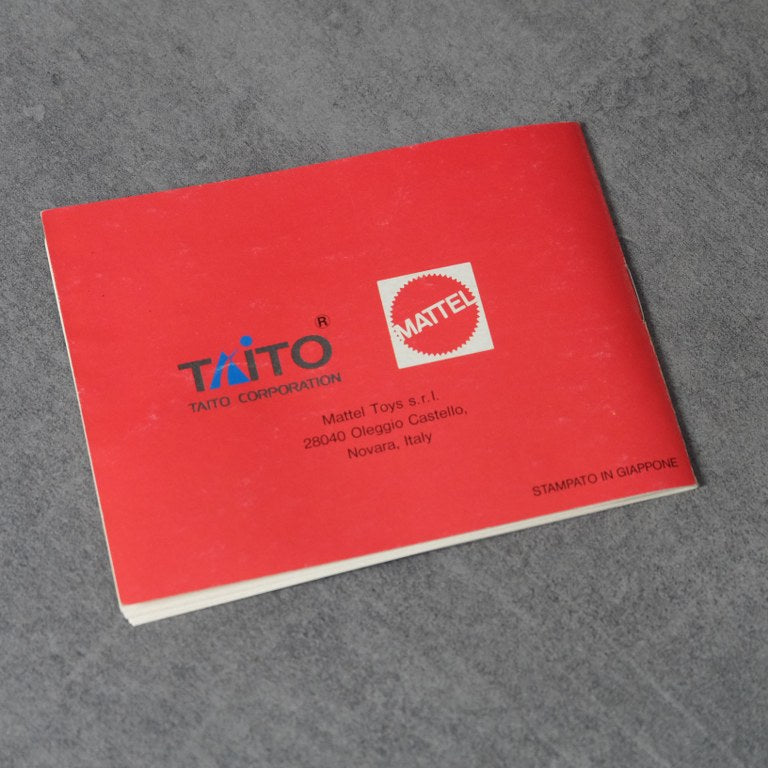 TAITO®
TAITO CORPORATION
MATTEL
Mattel Toys s.r.l.
28040 Oleggio Castello,
Novara, Italy
STAMPATO IN GIAPPONE